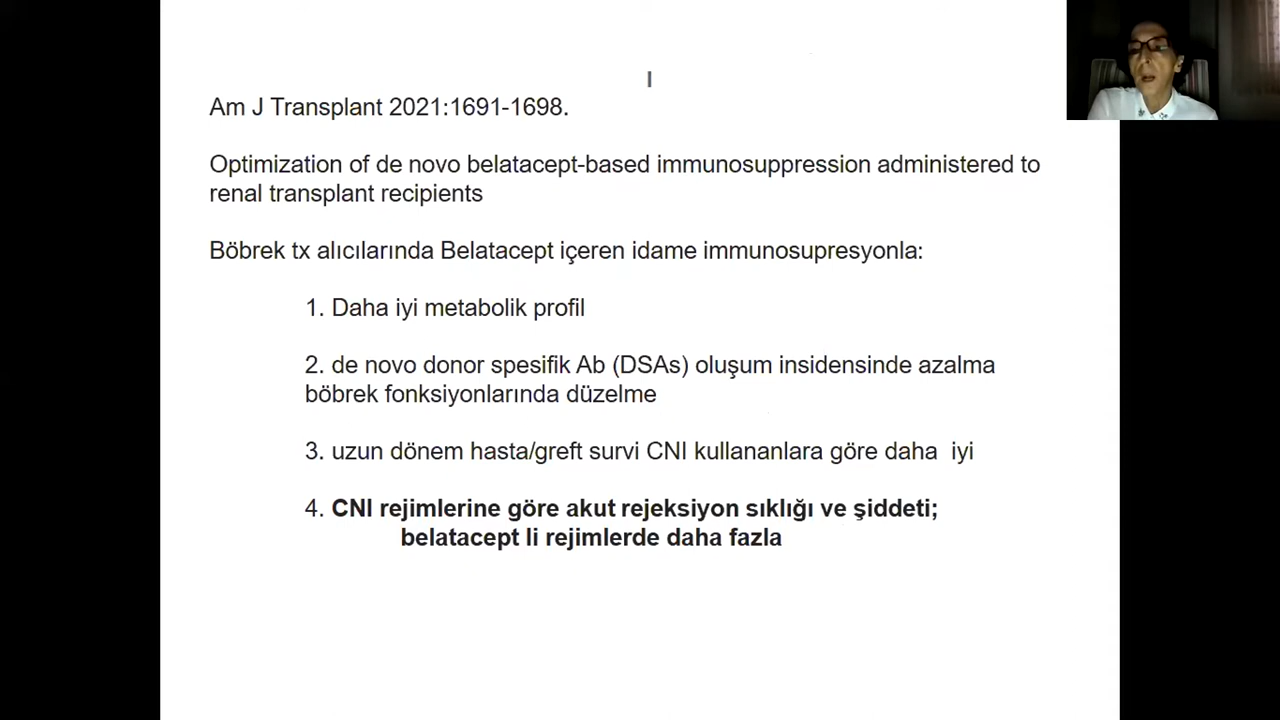 I
Am J Transplant 2021:1691-1698.
Optimization of de novo belatacept-based immunosuppression administered to
renal transplant recipients
Böbrek tx alıcılarında Belatacept içeren idame immunosupresyonla:
1. Daha iyi metabolik profil
2. de novo donor spesifik Ab (DSAs) oluşum insidensinde azalma
böbrek fonksiyonlarında düzelme
3. uzun dönem hasta/greft survi CNI kullananlara göre daha  iyi
4. CNI rejimlerine göre akut rejeksiyon sıklığı ve şiddeti;
belatacept li rejimlerde daha fazla